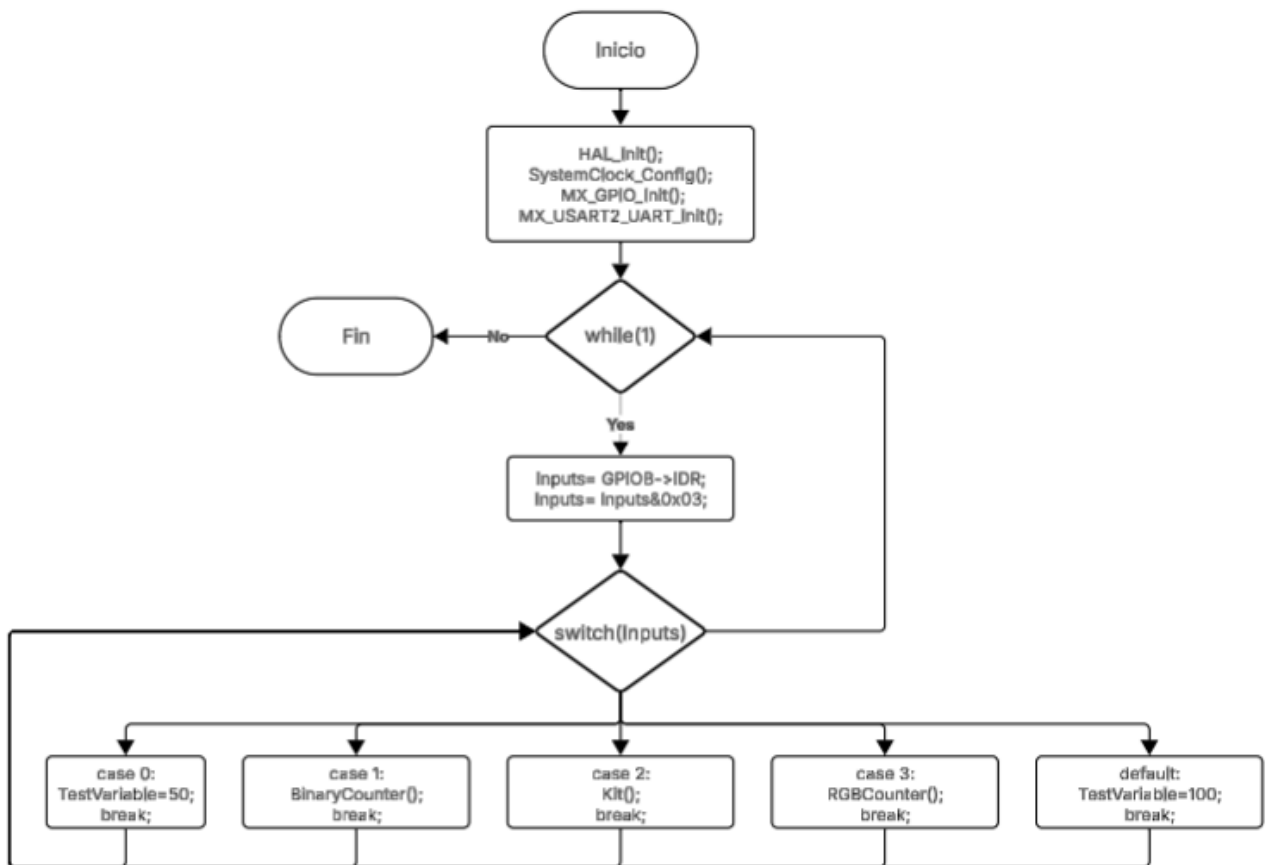 Inicio
HAL_Init();
SystemClock_Config();
MX_GPIO_Init();
MX_USART2_UART_Init();
Fin
No
while(1)
Yes
Inputs= GPIOB->IDR;
Inputs= Inputs&0x03;
switch(Inputs)
case 0:
TestVariable=50;
break;
case 1:
BinaryCounter();
break;
case 2:
Kit();
break;
case 3:
RGBCounter();
break;
default:
TestVariable=100;
break;